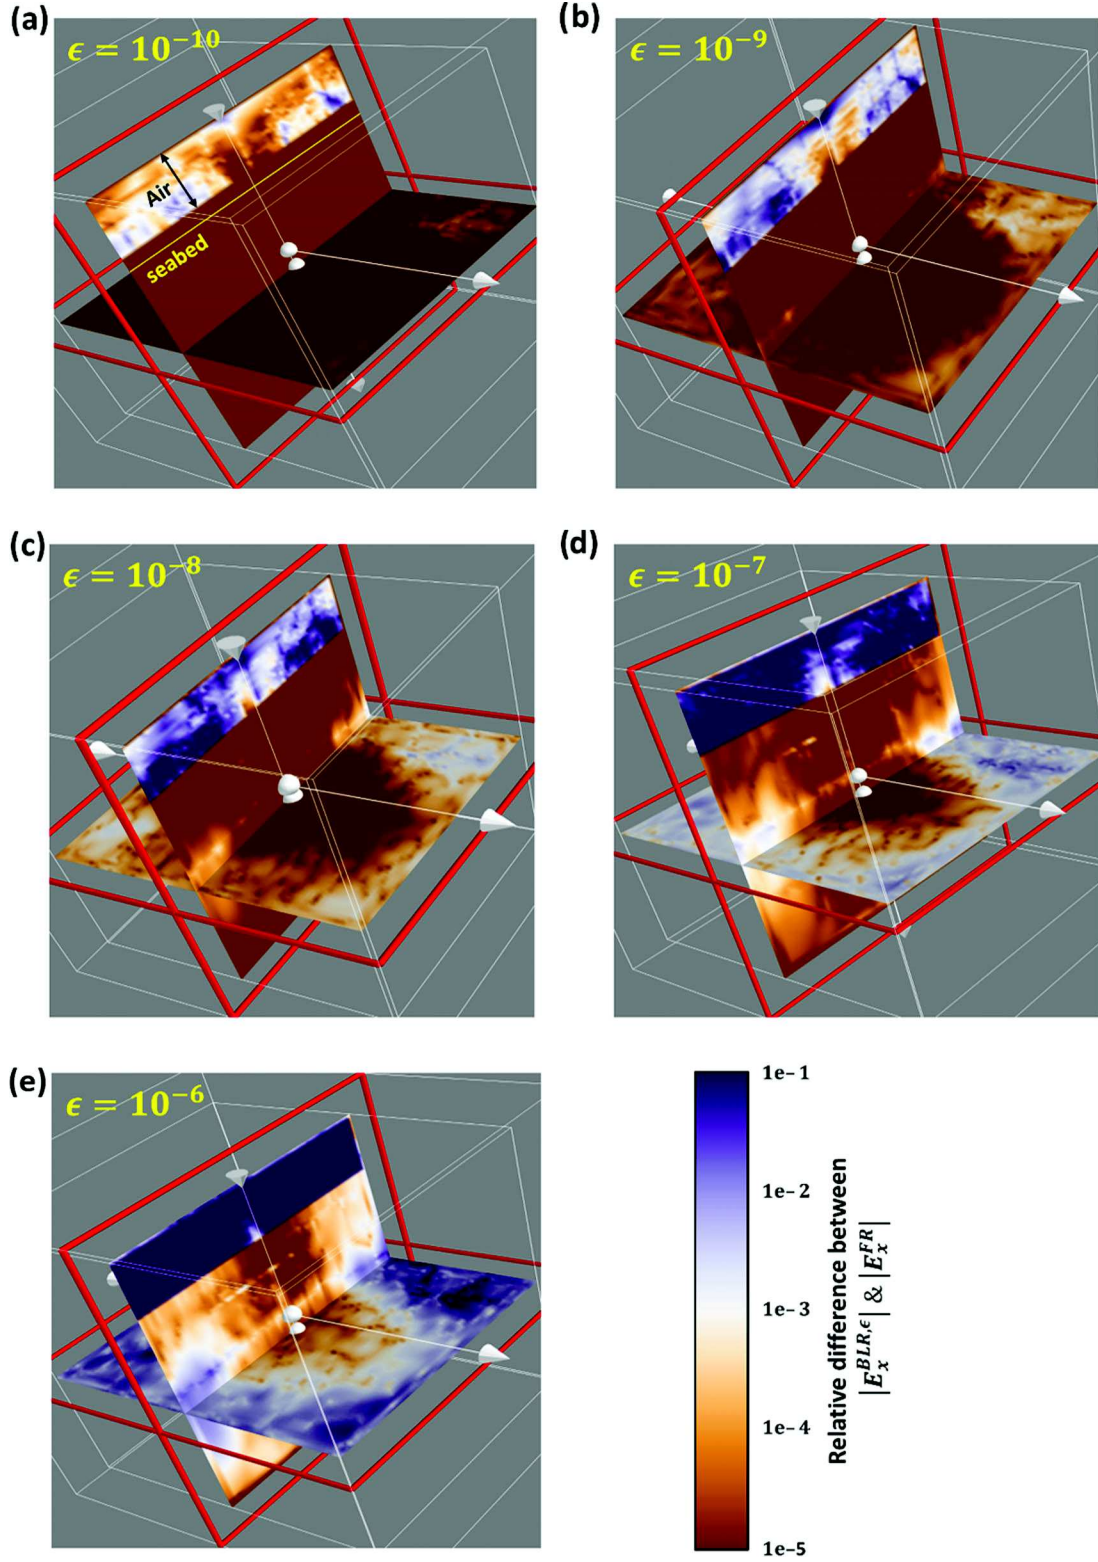 (a)
ϵ = 10⁻¹⁰
Air
seabed
(b)
ϵ = 10⁻⁹
(c)
ϵ = 10⁻⁸
(d)
ϵ = 10⁻⁷
(e)
ϵ = 10⁻⁶
1e-1
1e-2
1e-3
1e-4
1e-5
Relative difference between
|E_x^{BLR,ϵ}| & |E_x^{FR}|